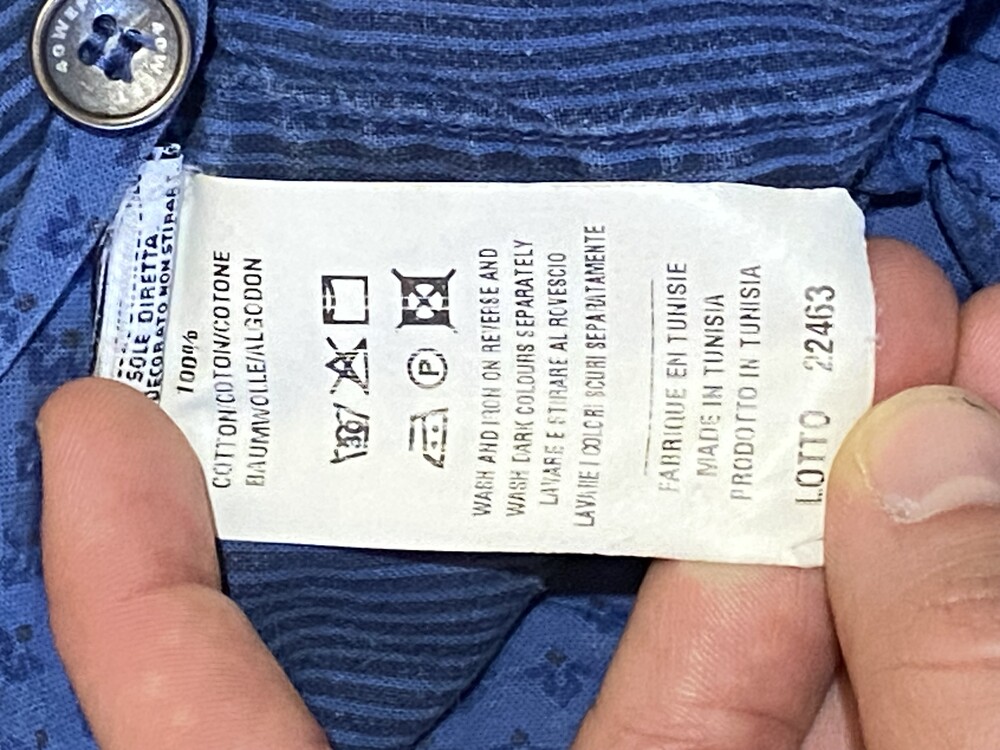 SOLE DIRETTA
DECORATO NON STIRARE
100%
COTTON/COTON/COTONE
BAUMWOLLE/ALGODON
30
P
WASH AND IRON ON REVERSE AND
WASH DARK COLOURS SEPARATELY
LAVARE E STIRARE AL ROVESCIO
LAVARE I COLORI SCURI SEPARATAMENTE
FABRIQUE EN TUNISIE
MADE IN TUNISIA
PRODOTTO IN TUNISIA
LOTTO 22463